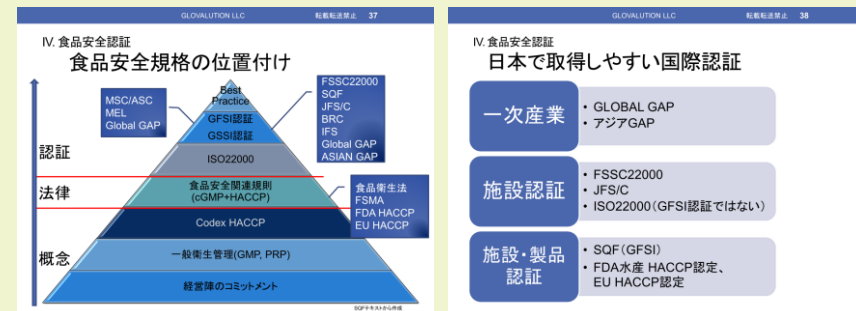 GLOVALUTION LLC
転載転送禁止 37
Ⅳ. 食品安全認証
食品安全規格の位置付け
MSC/ASC
MEL
Global GAP
Best
Practice
GFSI認証
GSSI認証
FSSC22000
SQF
JFS/C
BRC
IFS
Global GAP
ASIAN GAP
認証
ISO22000
法律
食品安全関連規則
(cGMP+HACCP)
食品衛生法
FSMA
FDA HACCP
EU HACCP
Codex HACCP
概念
一般衛生管理(GMP, PRP)
経営陣のコミットメント
SQFテキストから作成
GLOVALUTION LLC
転載転送禁止 38
Ⅳ. 食品安全認証
日本で取得しやすい国際認証
一次産業
• GLOBAL GAP
• アジアGAP
施設認証
• FSSC22000
• JFS/C
• ISO22000(GFSI認証ではない)
施設・製品
認証
• SQF(GFSI)
• FDA水産 HACCP認定、
EU HACCP認定